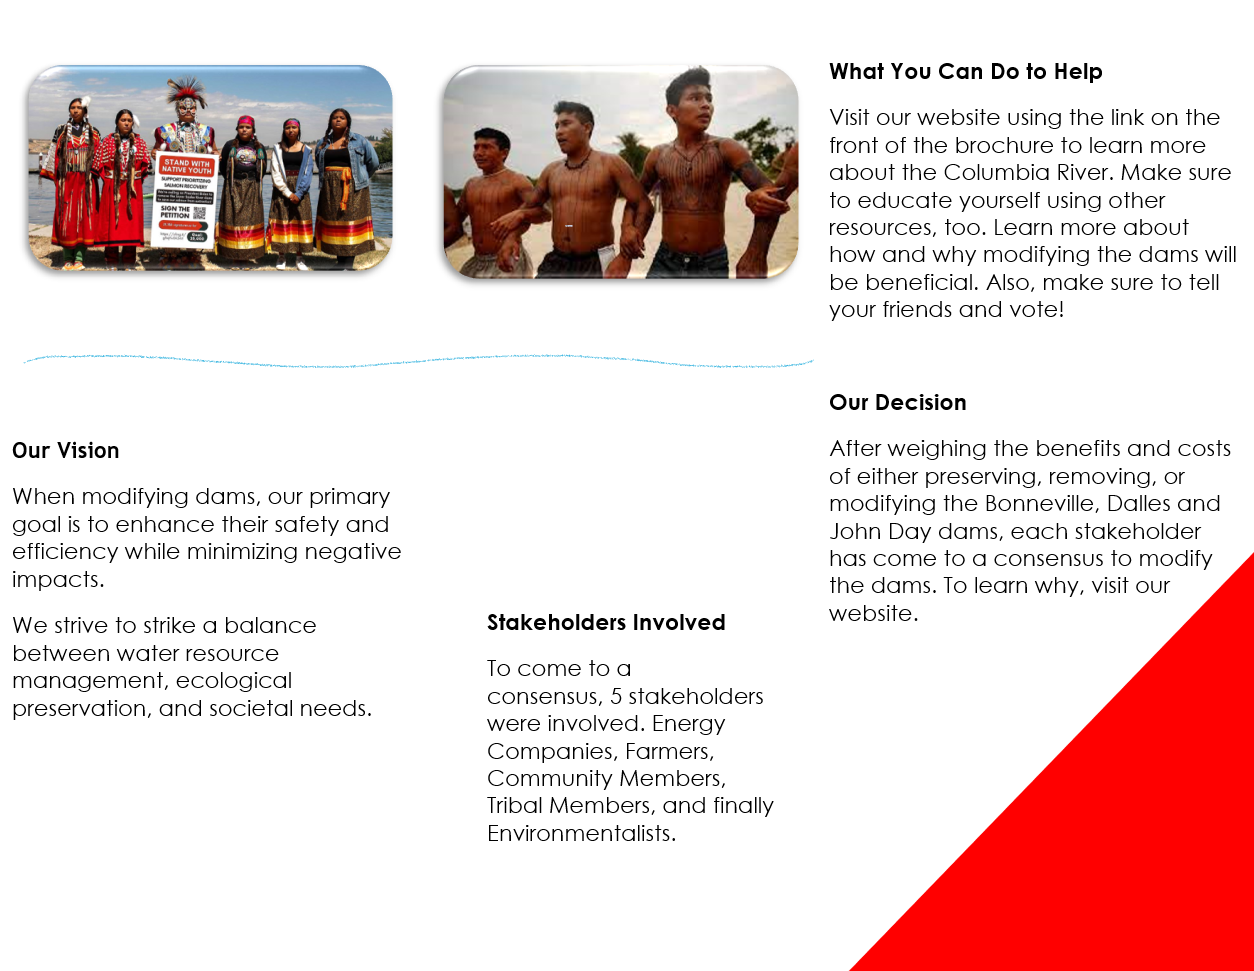 STAND WITH
NATIVE YOUTH
SUPPORT PRIORITIZING
SALMON RECOVERY
SIGN THE
PETITION
Our Vision
When modifying dams, our primary
goal is to enhance their safety and
efficiency while minimizing negative
impacts.
We strive to strike a balance
between water resource
management, ecological
preservation, and societal needs.
Stakeholders Involved
To come to a
consensus, 5 stakeholders
were involved. Energy
Companies, Farmers,
Community Members,
Tribal Members, and finally
Environmentalists.
What You Can Do to Help
Visit our website using the link on the
front of the brochure to learn more
about the Columbia River. Make sure
to educate yourself using other
resources, too. Learn more about
how and why modifying the dams will
be beneficial. Also, make sure to tell
your friends and vote!
Our Decision
After weighing the benefits and costs
of either preserving, removing, or
modifying the Bonneville, Dalles and
John Day dams, each stakeholder
has come to a consensus to modify
the dams. To learn why, visit our
website.